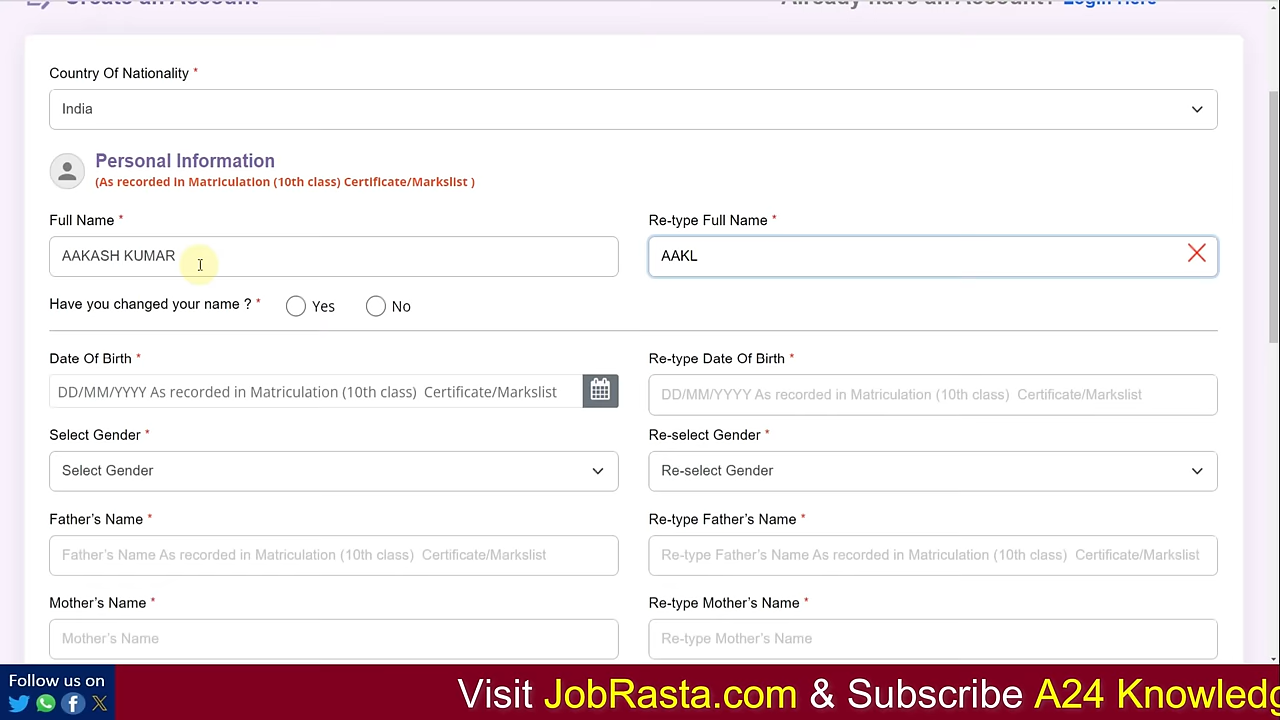 Create an Account
Already have an Account? Login Here
Country Of Nationality *
India
Personal Information
(As recorded in Matriculation (10th class) Certificate/Markslist )
Full Name *
Re-type Full Name *
AAKASH KUMAR
AAKL
Have you changed your name ? * Yes No
Date Of Birth *
Re-type Date Of Birth *
DD/MM/YYYY As recorded in Matriculation (10th class) Certificate/Markslist
DD/MM/YYYY As recorded in Matriculation (10th class) Certificate/Markslist
Select Gender *
Re-select Gender *
Select Gender
Re-select Gender
Father's Name *
Re-type Father's Name *
Father's Name As recorded in Matriculation (10th class) Certificate/Markslist
Re-type Father's Name As recorded in Matriculation (10th class) Certificate/Markslist
Mother's Name *
Re-type Mother's Name *
Mother's Name
Re-type Mother's Name
Follow us on
Visit JobRasta.com & Subscribe A24 Knowledg